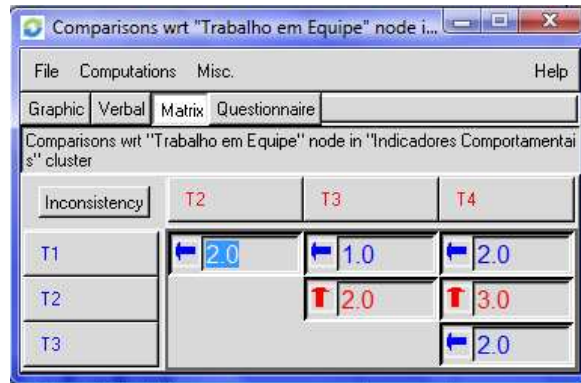 Comparisons wrt "Trabalho em Equipe" node i...
File Computations Misc. Help
Graphic Verbal Matrix Questionnaire
Comparisons wrt "Trabalho em Equipe" node in "Indicadores Comportamentai
s" cluster
Inconsistency T2 T3 T4
T1 2.0 1.0 2.0
T2 2.0 3.0
T3 2.0